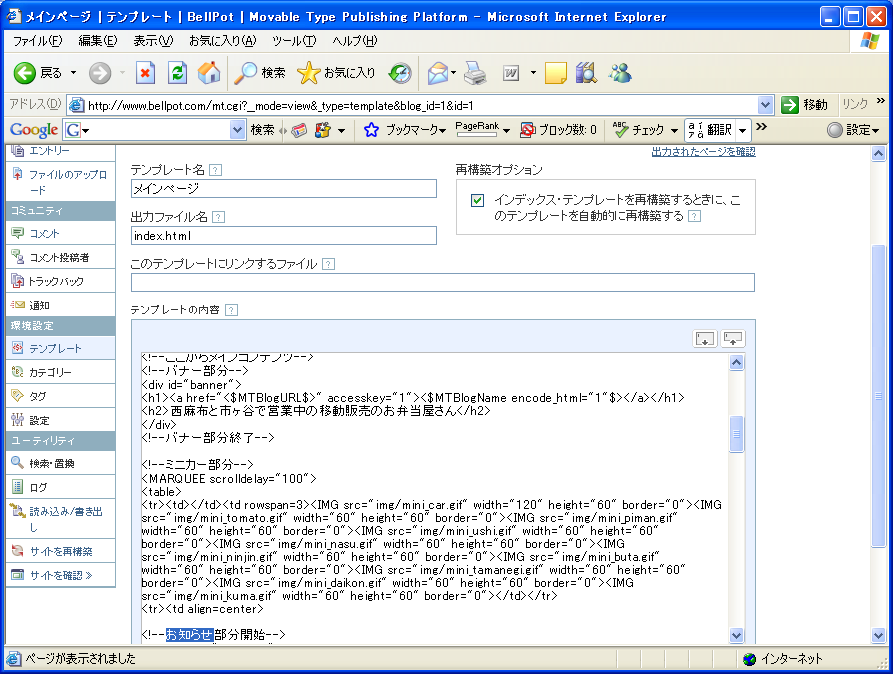 メインページ | テンプレート | BellPot | Movable Type Publishing Platform - Microsoft Internet Explorer
ファイル(F) 編集(E) 表示(V) お気に入り(A) ツール(T) ヘルプ(H)
戻る 検索 お気に入り
アドレス(D) http://www.bellpot.com/mt.cgi?_mode=view&_type=template&blog_id=1&id=1 移動 リンク
Google G 検索 ブックマーク PageRank ブロック数: 0 ABC チェック 翻訳 設定
エントリー
ファイルのアップロ
ード
コミュニティ
コメント
コメント投稿者
トラックバック
通知
環境設定
テンプレート
カテゴリー
タグ
設定
ユーティリティ
検索・置換
ログ
読み込み/書き出
し
サイトを再構築
サイトを確認 »
出力されたページを確認
テンプレート名 ?
メインページ
出力ファイル名 ?
index.html
再構築オプション
インデックス・テンプレートを再構築するときに、こ
のテンプレートを自動的に再構築する ?
このテンプレートにリンクするファイル ?
テンプレートの内容 ?
<!--ここからメインコンテンツ-->
<!--バナー部分-->
<div id="banner">
<h1><a href="<$MTBlogURL$>" accesskey="1"><$MTBlogName encode_html="1"$></a></h1>
<h2>西麻布と市ヶ谷で営業中の移動販売のお弁当屋さん</h2>
</div>
<!--バナー部分終了-->
<!--ミニカー部分-->
<MARQUEE scrolldelay="100">
<table>
<tr><td></td><td rowspan=3><IMG src="img/mini_car.gif" width="120" height="60" border="0"><IMG
src="img/mini_tomato.gif" width="60" height="60" border="0"><IMG src="img/mini_piman.gif"
width="60" height="60" border="0"><IMG src="img/mini_ushi.gif" width="60" height="60"
border="0"><IMG src="img/mini_nasu.gif" width="60" height="60" border="0"><IMG
src="img/mini_ninjin.gif" width="60" height="60" border="0"><IMG src="img/mini_buta.gif"
width="60" height="60" border="0"><IMG src="img/mini_tamanegi.gif" width="60" height="60"
border="0"><IMG src="img/mini_daikon.gif" width="60" height="60" border="0"><IMG
src="img/mini_kuma.gif" width="60" height="60" border="0"></td></tr>
<tr><td align=center>
<!--お知らせ部分開始-->
ページが表示されました インターネット